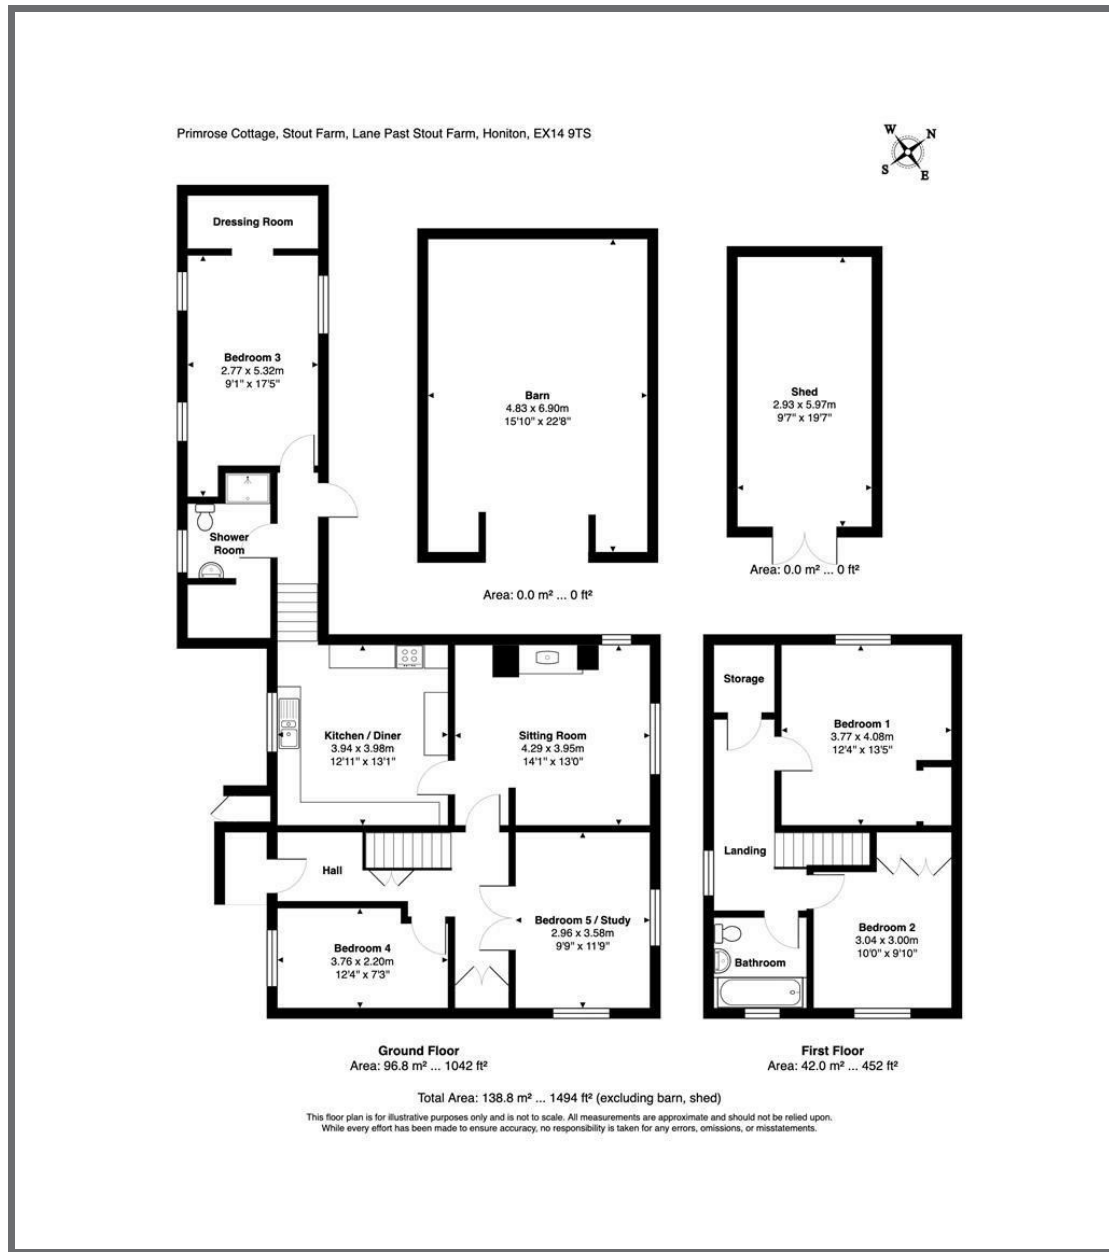 Primrose Cottage, Stout Farm, Lane Past Stout Farm, Honiton, EX14 9TS
W
N
S
E
Dressing Room
Bedroom 3
2.77 x 5.32m
9'1" x 17'5"
Barn
4.83 x 6.90m
15'10" x 22'8"
Shed
2.93 x 5.97m
9'7" x 19'7"
Shower
Room
Area: 0.0 m² ... 0 ft²
Area: 0.0 m² ... 0 ft²
Kitchen / Diner
3.94 x 3.98m
12'11" x 13'1"
Sitting Room
4.29 x 3.95m
14'1" x 13'0"
Storage
Bedroom 1
3.77 x 4.08m
12'4" x 13'5"
Hall
Landing
Bedroom 4
3.76 x 2.20m
12'4" x 7'3"
Bedroom 5 / Study
2.96 x 3.58m
9'9" x 11'9"
Bedroom 2
3.04 x 3.00m
10'0" x 9'10"
Bathroom
Ground Floor
Area: 96.8 m² ... 1042 ft²
First Floor
Area: 42.0 m² ... 452 ft²
Total Area: 138.8 m² ... 1494 ft² (excluding barn, shed)
This floor plan is for illustrative purposes only and is not to scale. All measurements are approximate and should not be relied upon.
While every effort has been made to ensure accuracy, no responsibility is taken for any errors, omissions, or misstatements.